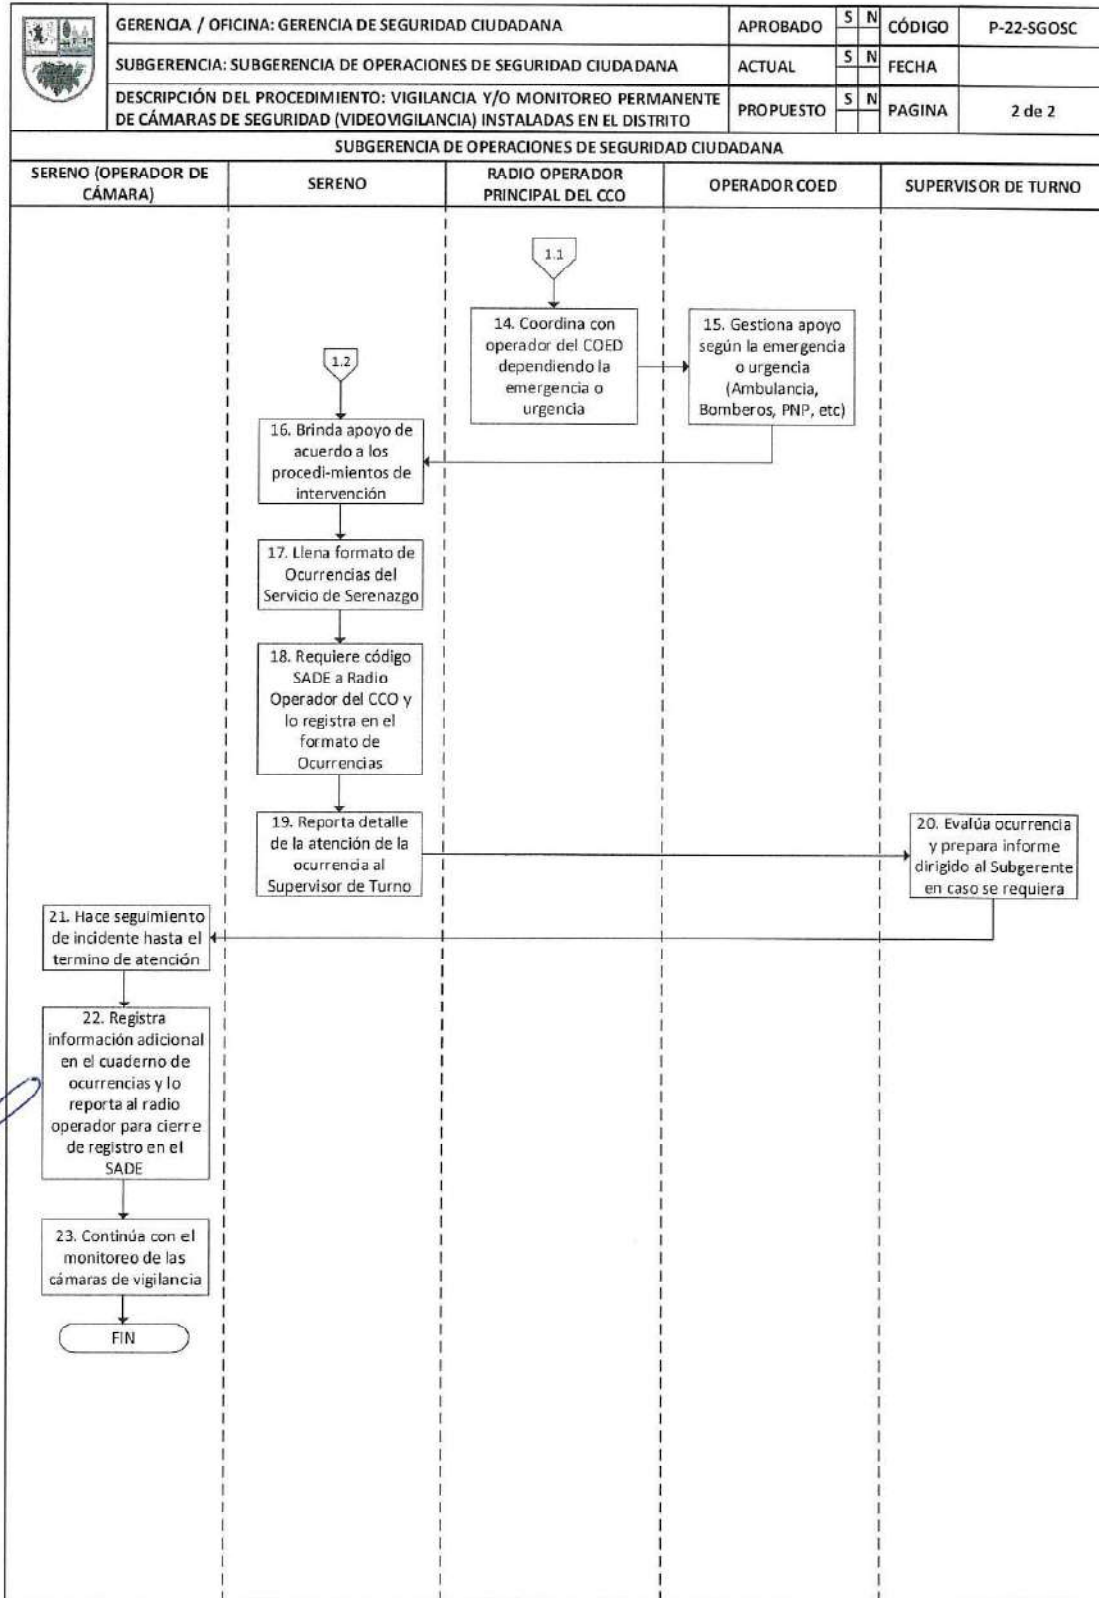 GERENCIA / OFICINA: GERENCIA DE SEGURIDAD CIUDADANA
APROBADO
S N
CÓDIGO
P-22-SGOSC
SUBGERENCIA: SUBGERENCIA DE OPERACIONES DE SEGURIDAD CIUDADANA
ACTUAL
S N
FECHA
DESCRIPCIÓN DEL PROCEDIMIENTO: VIGILANCIA Y/O MONITOREO PERMANENTE
DE CÁMARAS DE SEGURIDAD (VIDEOVIGILANCIA) INSTALADAS EN EL DISTRITO
PROPUESTO
S N
PAGINA
2 de 2
SUBGERENCIA DE OPERACIONES DE SEGURIDAD CIUDADANA
SERENO (OPERADOR DE
CÁMARA)
SERENO
RADIO OPERADOR
PRINCIPAL DEL CCO
OPERADOR COED
SUPERVISOR DE TURNO
1.1
14. Coordina con
operador del COED
dependiendo la
emergencia o
urgencia
15. Gestiona apoyo
según la emergencia
o urgencia
(Ambulancia,
Bomberos, PNP, etc)
1.2
16. Brinda apoyo de
acuerdo a los
procedi-mientos de
intervención
17. Llena formato de
Ocurrencias del
Servicio de Serenazgo
18. Requiere código
SADE a Radio
Operador del CCO y
lo registra en el
formato de
Ocurrencias
19. Reporta detalle
de la atención de la
ocurrencia al
Supervisor de Turno
20. Evalúa ocurrencia
y prepara informe
dirigido al Subgerente
en caso se requiera
21. Hace seguimiento
de incidente hasta el
termino de atención
22. Registra
información adicional
en el cuaderno de
ocurrencias y lo
reporta al radio
operador para cierre
de registro en el
SADE
23. Continúa con el
monitoreo de las
cámaras de vigilancia
FIN